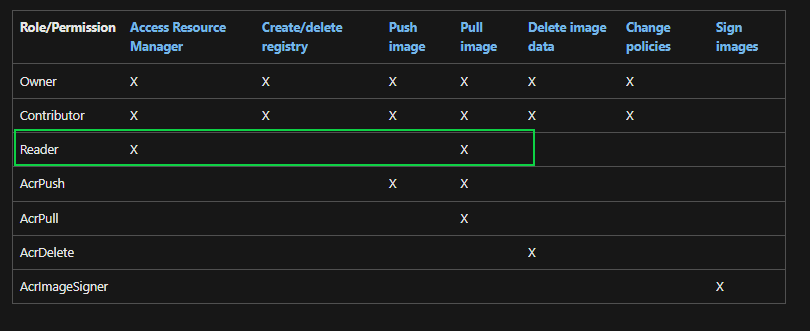 Role/Permission Access Resource Manager Create/delete registry Push image Pull image Delete image data Change policies Sign images
Owner X X X X X X
Contributor X X X X X X
Reader X X
AcrPush X X
AcrPull X
AcrDelete X
AcrImageSigner X